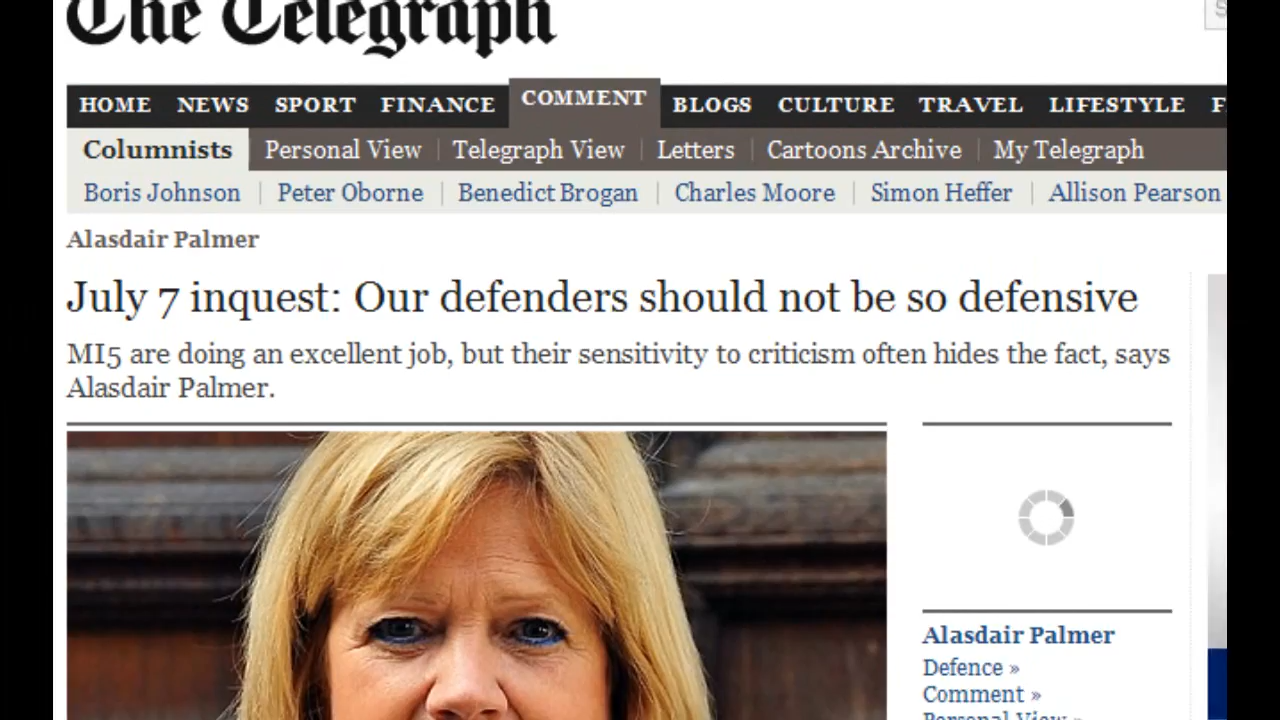 The Telegraph
S
HOME NEWS SPORT FINANCE COMMENT BLOGS CULTURE TRAVEL LIFESTYLE F
Columnists Personal View Telegraph View Letters Cartoons Archive My Telegraph
Boris Johnson Peter Oborne Benedict Brogan Charles Moore Simon Heffer Allison Pearson
Alasdair Palmer
July 7 inquest: Our defenders should not be so defensive
MI5 are doing an excellent job, but their sensitivity to criticism often hides the fact, says
Alasdair Palmer.
Alasdair Palmer
Defence »
Comment »
Personal View »